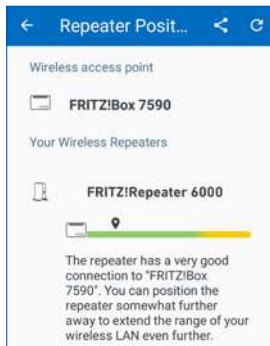 Repeater Posit...
Wireless access point
FRITZ!Box 7590
Your Wireless Repeaters
FRITZ!Repeater 6000
The repeater has a very good
connection to "FRITZ!Box
7590". You can position the
repeater somewhat further
away to extend the range of your
wireless LAN even further.